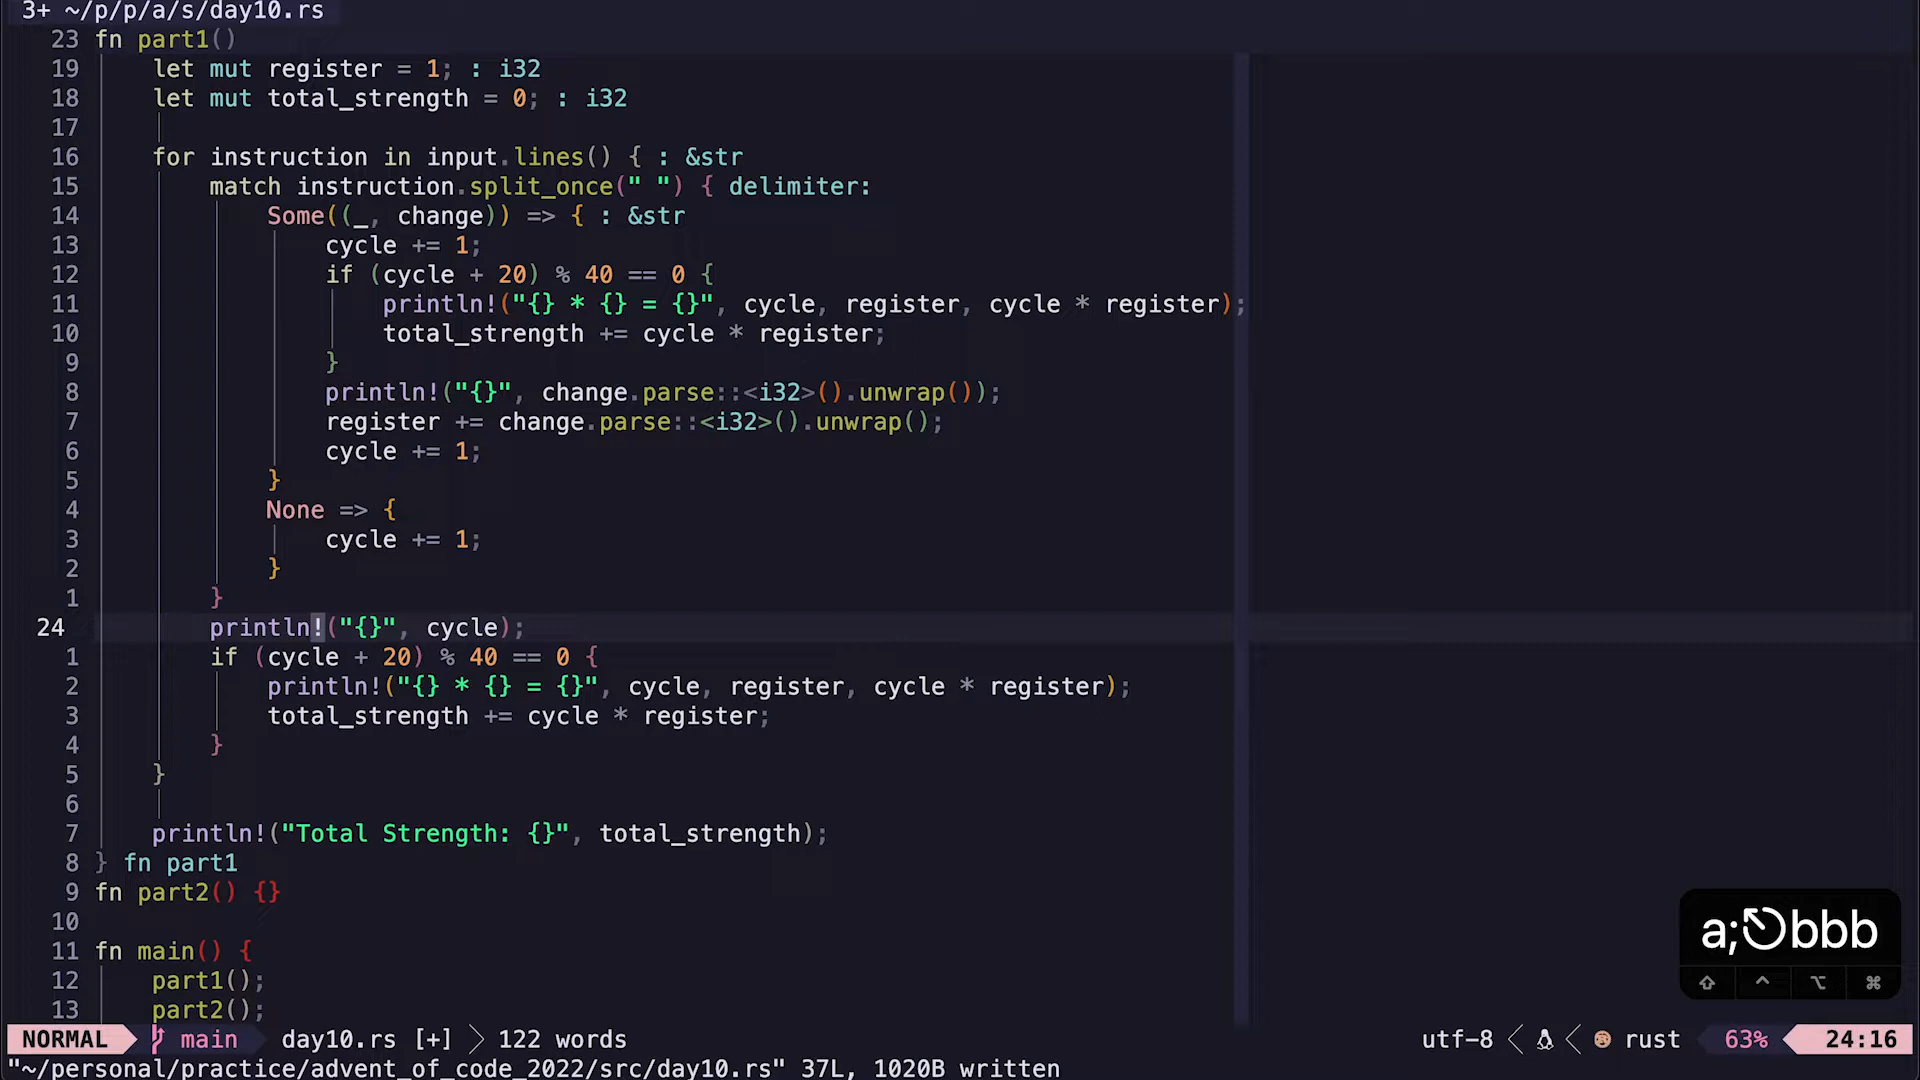 3+ ~/p/p/a/s/day10.rs
23 fn part1()
19 let mut register = 1; : i32
18 let mut total_strength = 0; : i32
17
16 for instruction in input.lines() { : &str
15 match instruction.split_once(" ") { delimiter:
14 Some((_, change)) => { : &str
13 cycle += 1;
12 if (cycle + 20) % 40 == 0 {
11 println!("{} * {} = {}", cycle, register, cycle * register);
10 total_strength += cycle * register;
9 }
8 println!("{}", change.parse::<i32>().unwrap());
7 register += change.parse::<i32>().unwrap();
6 cycle += 1;
5 }
4 None => {
3 cycle += 1;
2 }
1 }
24 println!("{}", cycle);
1 if (cycle + 20) % 40 == 0 {
2 println!("{} * {} = {}", cycle, register, cycle * register);
3 total_strength += cycle * register;
4 }
5 }
6
7 println!("Total Strength: {}", total_strength);
8 } fn part1
9 fn part2() {}
10
11 fn main() {
12 part1();
13 part2();
a;⎋bbb
⇧ ^ ⌥ ⌘
NORMAL main day10.rs [+] 122 words utf-8 rust 63% 24:16
"~/personal/practice/advent_of_code_2022/src/day10.rs" 37L, 1020B written